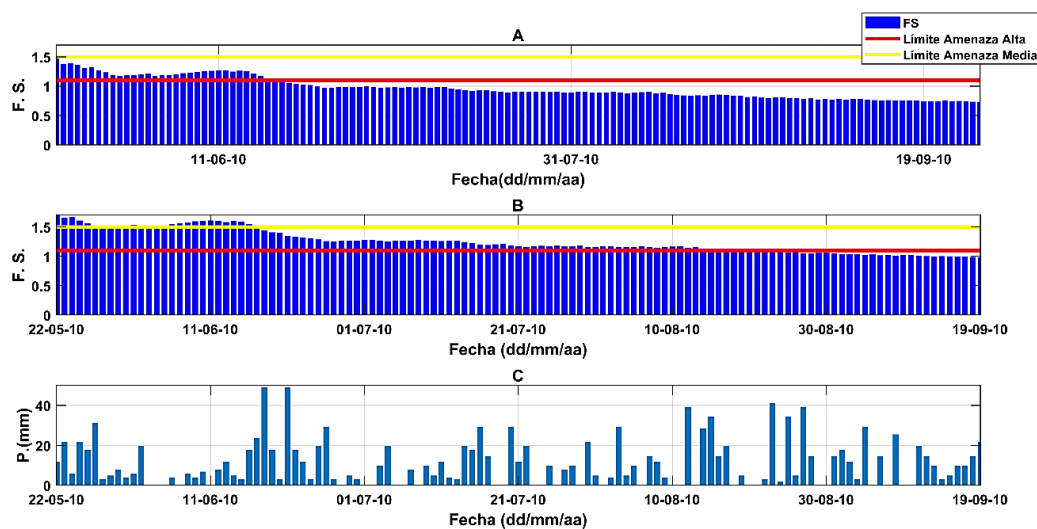 A
FS
Límite Amenaza Alta
Límite Amenaza Media
F. S.
1.5
1
0.5
0
11-06-10
31-07-10
19-09-10
Fecha(dd/mm/aa)
B
F. S.
1.5
1
0.5
0
22-05-10
11-06-10
01-07-10
21-07-10
10-08-10
30-08-10
19-09-10
Fecha (dd/mm/aa)
C
P.(mm)
40
20
0
22-05-10
11-06-10
01-07-10
21-07-10
10-08-10
30-08-10
19-09-10
Fecha (dd/mm/aa)